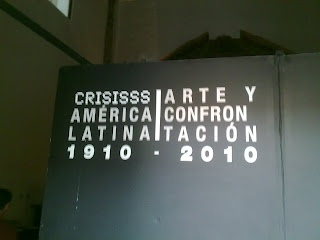 CRISISSS | ARTE Y
AMÉRICA | CONFRON
LATINA | TACIÓN
1910 - 2010